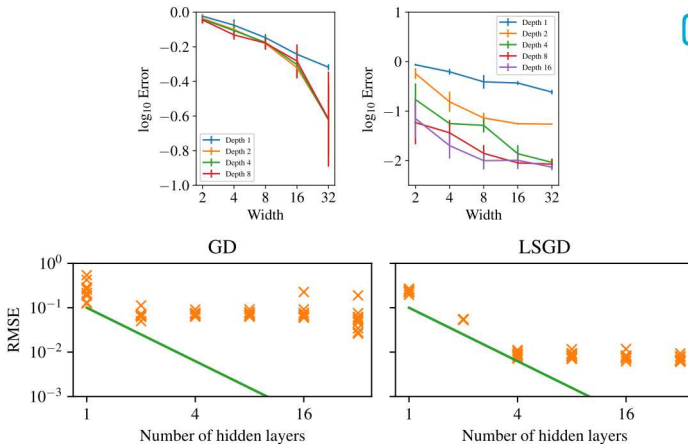 0.0
−0.2
−0.4
−0.6
−0.8
−1.0
log₁₀ Error
Depth 1
Depth 2
Depth 4
Depth 8
2 4 8 16 32
Width
1
0
−1
−2
log₁₀ Error
Depth 1
Depth 2
Depth 4
Depth 8
Depth 16
2 4 8 16 32
Width
GD
10⁰
10⁻¹
10⁻²
10⁻³
RMSE
1 4 16
Number of hidden layers
LSGD
1 4 16
Number of hidden layers